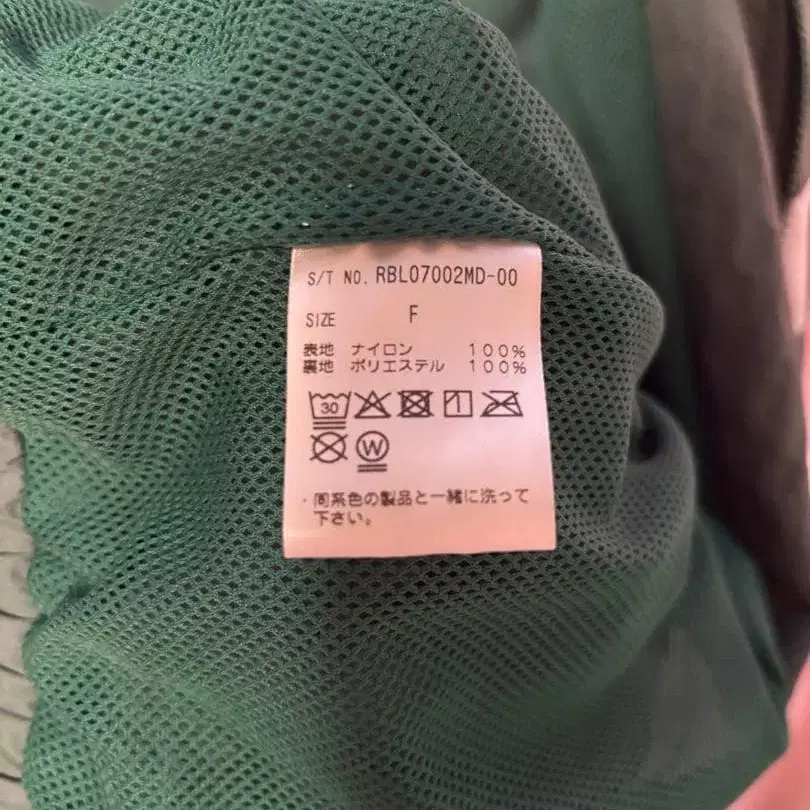 S/T NO. RBL07002MD-00
SIZE F
表地 ナイロン 100%
裏地 ポリエステル 100%
30
W
・同系色の製品と一緒に洗って
下さい。